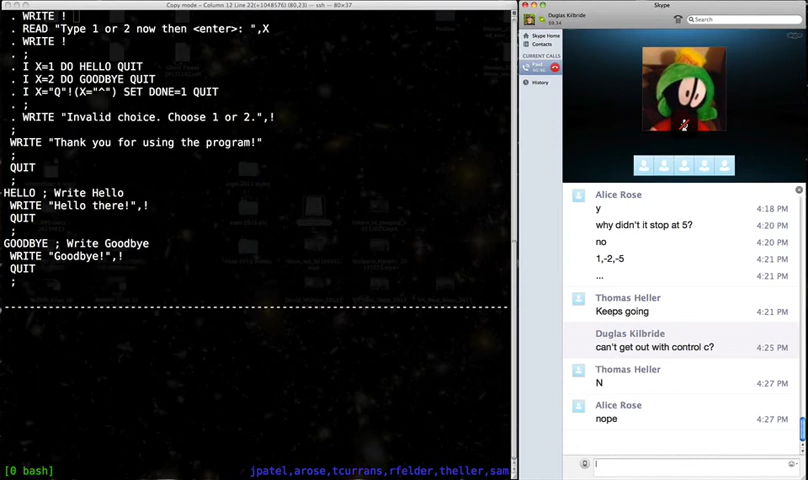 Copy mode - Column 12 Line 22(+1048576) (80,23) — ssh — 80×37
. WRITE !
. READ "Type 1 or 2 now then <enter>: ",X
. WRITE !
. ;
. I X=1 DO HELLO QUIT
. I X=2 DO GOODBYE QUIT
. I X="Q"!(X="^") SET DONE=1 QUIT
. ;
. WRITE "Invalid choice. Choose 1 or 2.",!
;
WRITE "Thank you for using the program!"
;
QUIT
;
HELLO ; Write Hello
WRITE "Hello there!",!
QUIT
;
GOODBYE ; Write Goodbye
WRITE "Goodbye!",!
QUIT
;
[0 bash]
jpatel,arose,tcurrans,rfelder,theller,sam
Skype
Duglas Kilbride
Search
Skype Home
Contacts
CURRENT CALLS
History
Alice Rose
y 4:18 PM
why didn't it stop at 5? 4:20 PM
no 4:20 PM
1,-2,-5 4:21 PM
... 4:21 PM
Thomas Heller
Keeps going 4:21 PM
Duglas Kilbride
can't get out with control c? 4:25 PM
Thomas Heller
N 4:27 PM
Alice Rose
nope 4:27 PM